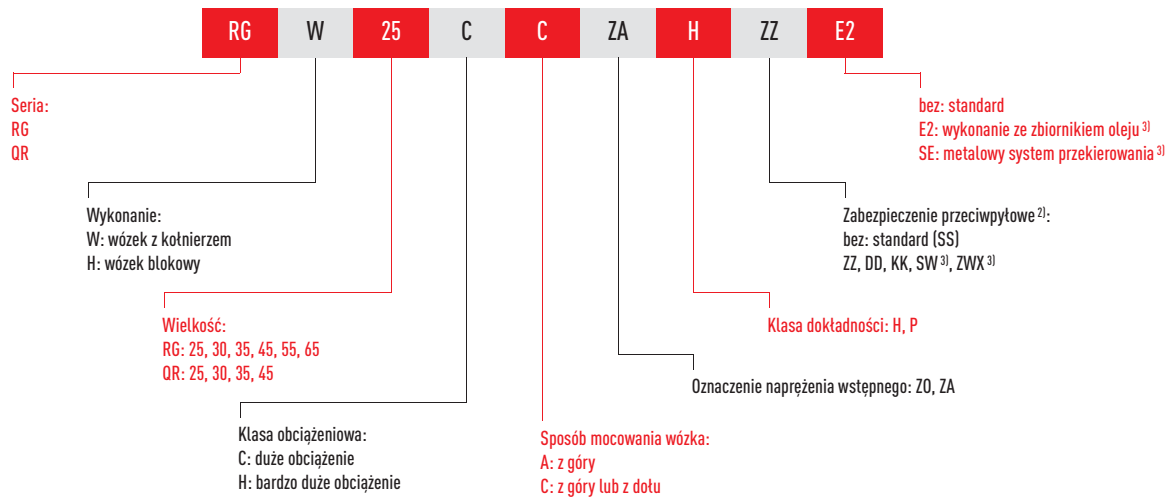 RG W 25 C C ZA H ZZ E2
Seria:
RG
QR
bez: standard
E2: wykonanie ze zbiornikiem oleju 3)
SE: metalowy system przekierowania 3)
Wykonanie:
W: wózek z kołnierzem
H: wózek blokowy
Zabezpieczenie przeciwpyłowe 2):
bez: standard (SS)
ZZ, DD, KK, SW 3), ZWX 3)
Wielkość:
RG: 25, 30, 35, 45, 55, 65
QR: 25, 30, 35, 45
Klasa dokładności: H, P
Oznaczenie naprężenia wstępnego: Z0, ZA
Klasa obciążeniowa:
C: duże obciążenie
H: bardzo duże obciążenie
Sposób mocowania wózka:
A: z góry
C: z góry lub z dołu